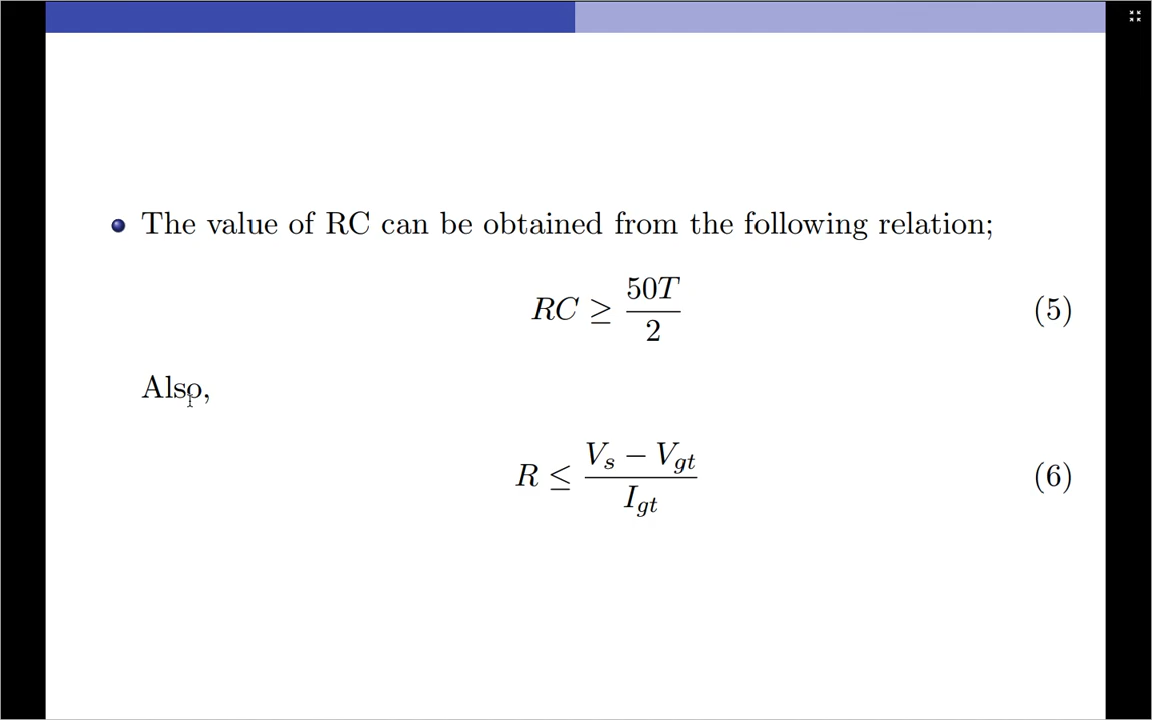 The value of RC can be obtained from the following relation;
RC ≥ 50T/2 (5)
Also,
R ≤ (V_s − V_gt)/I_gt (6)